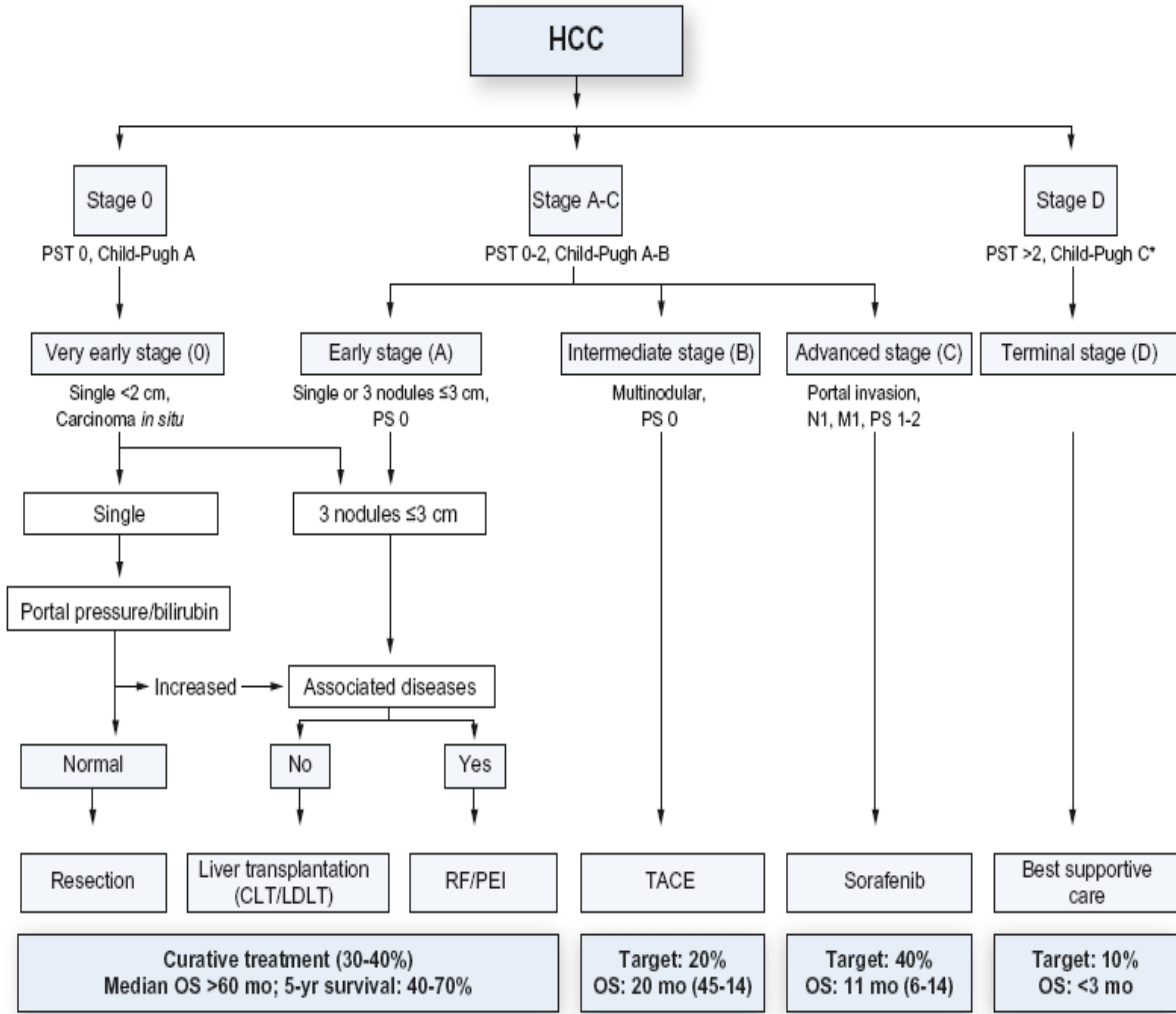 HCC
Stage 0
Stage A-C
Stage D
PST 0, Child-Pugh A
PST 0-2, Child-Pugh A-B
PST >2, Child-Pugh C*
Very early stage (0)
Early stage (A)
Intermediate stage (B)
Advanced stage (C)
Terminal stage (D)
Single <2 cm,
Carcinoma in situ
Single or 3 nodules ≤3 cm,
PS 0
Multinodular,
PS 0
Portal invasion,
N1, M1, PS 1-2
Single
3 nodules ≤3 cm
Portal pressure/bilirubin
Increased
Associated diseases
Normal
No
Yes
Resection
Liver transplantation
(CLT/LDLT)
RF/PEI
TACE
Sorafenib
Best supportive
care
Curative treatment (30-40%)
Median OS >60 mo; 5-yr survival: 40-70%
Target: 20%
OS: 20 mo (45-14)
Target: 40%
OS: 11 mo (6-14)
Target: 10%
OS: <3 mo